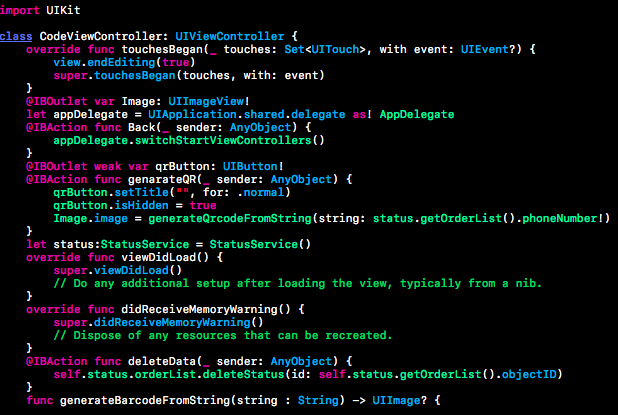 import UIKit
class CodeViewController: UIViewController {
override func touchesBegan(_ touches: Set<UITouch>, with event: UIEvent?) {
view.endEditing(true)
super.touchesBegan(touches, with: event)
}
@IBOutlet var Image: UIImageView!
let appDelegate = UIApplication.shared.delegate as! AppDelegate
@IBAction func Back(_ sender: AnyObject) {
appDelegate.switchStartViewControllers()
}
@IBOutlet weak var qrButton: UIButton!
@IBAction func genarateQR(_ sender: AnyObject) {
qrButton.setTitle("", for: .normal)
qrButton.isHidden = true
Image.image = generateQrcodeFromString(string: status.getOrderList().phoneNumber!)
}
let status:StatusService = StatusService()
override func viewDidLoad() {
super.viewDidLoad()
// Do any additional setup after loading the view, typically from a nib.
}
override func didReceiveMemoryWarning() {
super.didReceiveMemoryWarning()
// Dispose of any resources that can be recreated.
}
@IBAction func deleteData(_ sender: AnyObject) {
self.status.orderList.deleteStatus(id: self.status.getOrderList().objectID)
}
func generateBarcodeFromString(string : String) -> UIImage? {